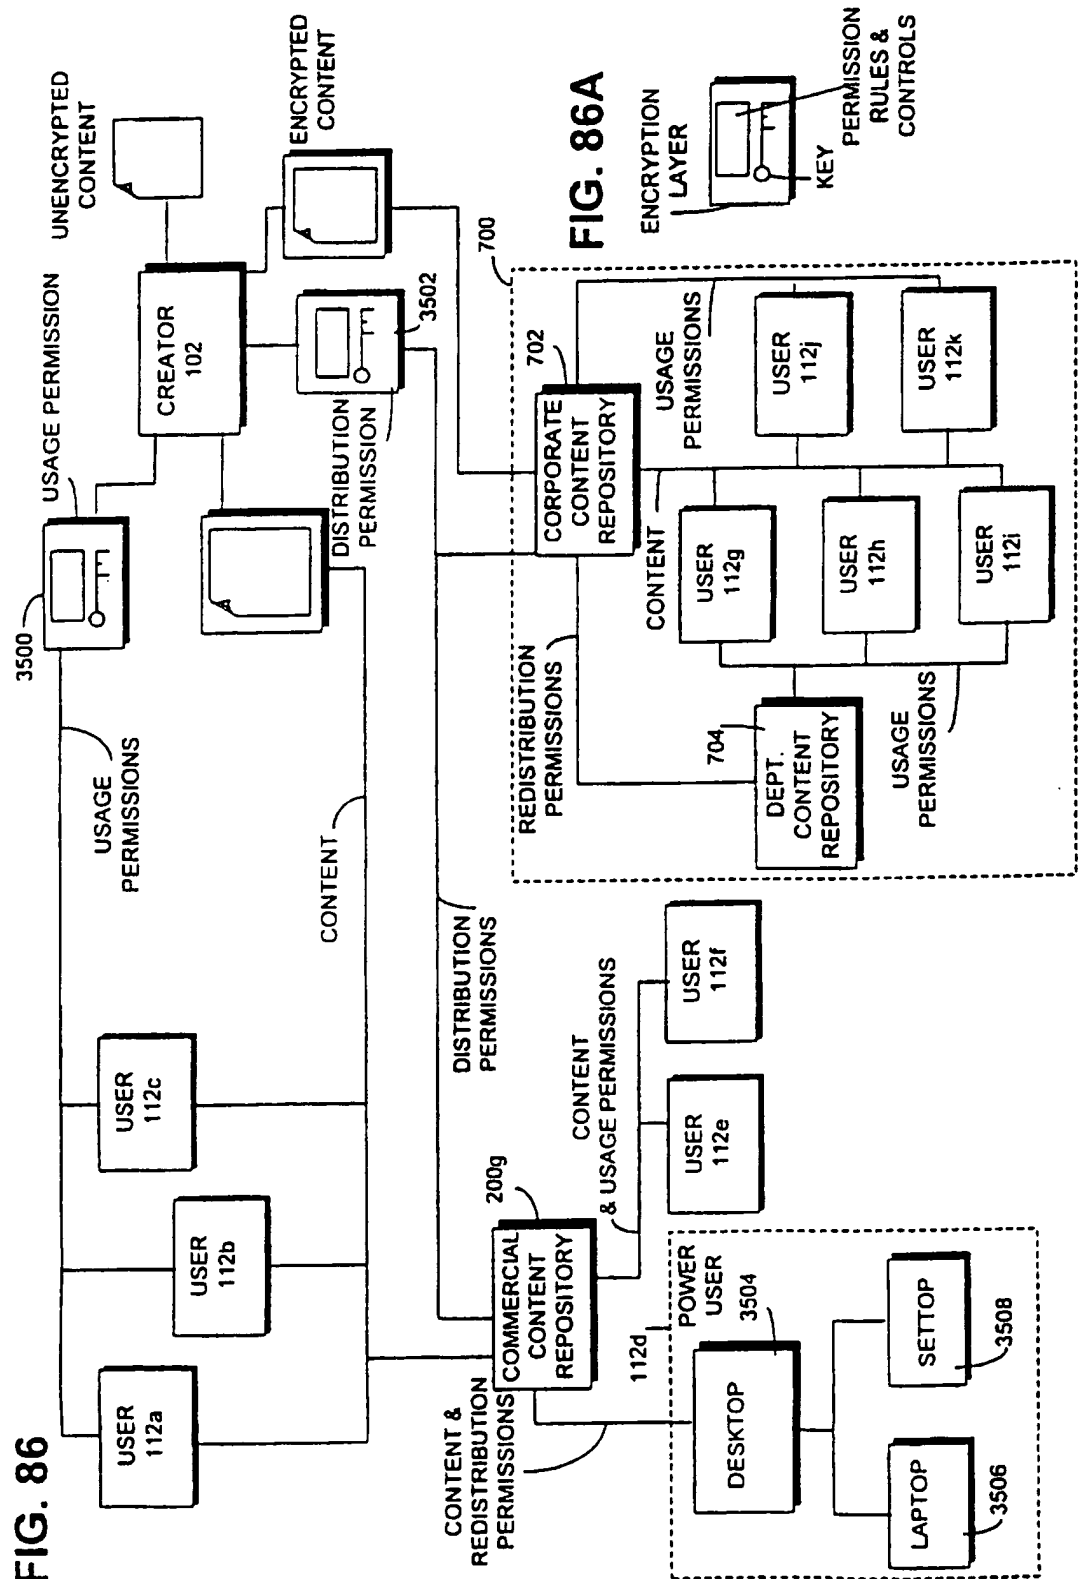 FIG. 86
USER
112a
USER
112b
USER
112c
USAGE
PERMISSIONS
3500
USAGE PERMISSION
CREATOR
102
UNENCRYPTED
CONTENT
ENCRYPTED
CONTENT
CONTENT
DISTRIBUTION
PERMISSION
3502
DISTRIBUTION
PERMISSIONS
CONTENT &
REDISTRIBUTION
PERMISSIONS
COMMERCIAL
CONTENT
REPOSITORY
200g
CONTENT
& USAGE PERMISSIONS
USER
112e
USER
112f
112d
POWER
USER
DESKTOP
3504
LAPTOP
3506
SETTOP
3508
REDISTRIBUTION
PERMISSIONS
CORPORATE
CONTENT
REPOSITORY
702
700
USAGE
PERMISSIONS
CONTENT
DEPT.
CONTENT
REPOSITORY
704
USER
112g
USER
112h
USER
112i
USER
112j
USER
112k
USAGE
PERMISSIONS
FIG. 86A
ENCRYPTION
LAYER
KEY
PERMISSION
RULES &
CONTROLS